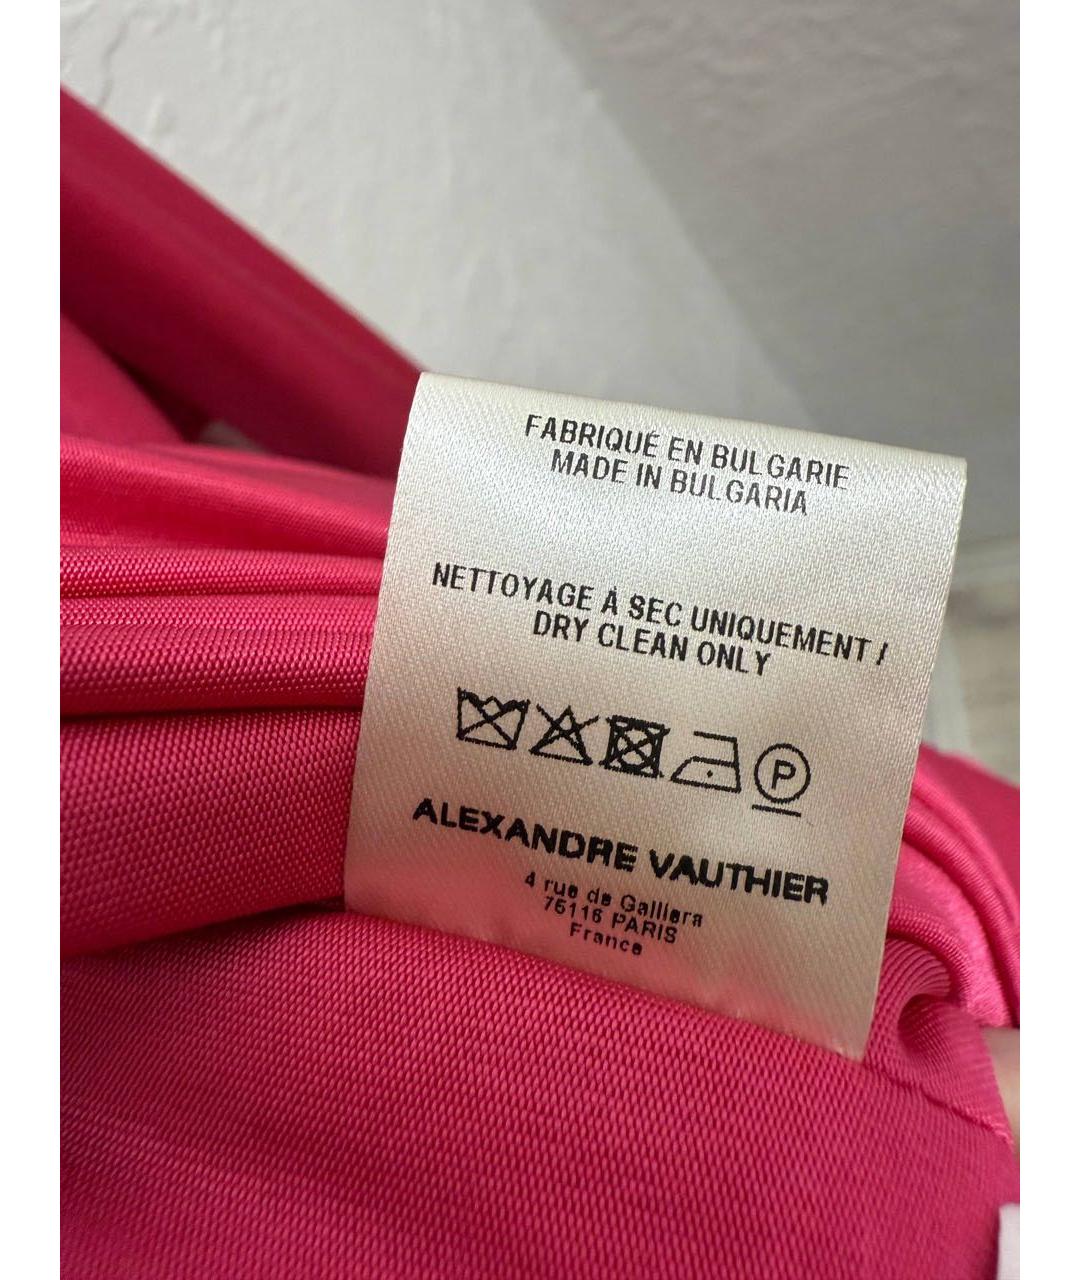 FABRIQUÉ EN BULGARIE
MADE IN BULGARIA
NETTOYAGE À SEC UNIQUEMENT /
DRY CLEAN ONLY
P
ALEXANDRE VAUTHIER
4 rue de Galliera
75116 PARIS
France